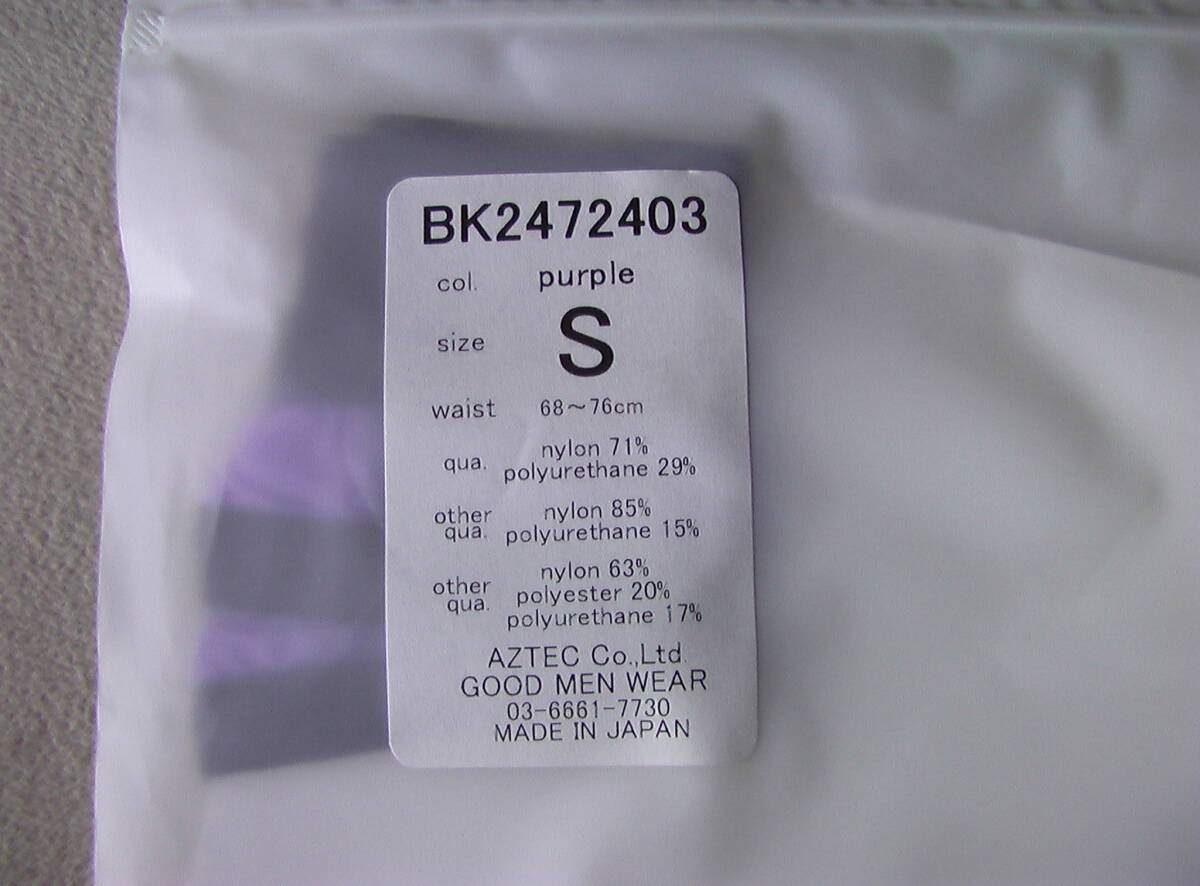 BK2472403
col. purple
size S
waist 68～76cm
qua. nylon 71%
polyurethane 29%
other qua. nylon 85%
polyurethane 15%
other qua. nylon 63%
polyester 20%
polyurethane 17%
AZTEC Co.,Ltd.
GOOD MEN WEAR
03-6661-7730
MADE IN JAPAN